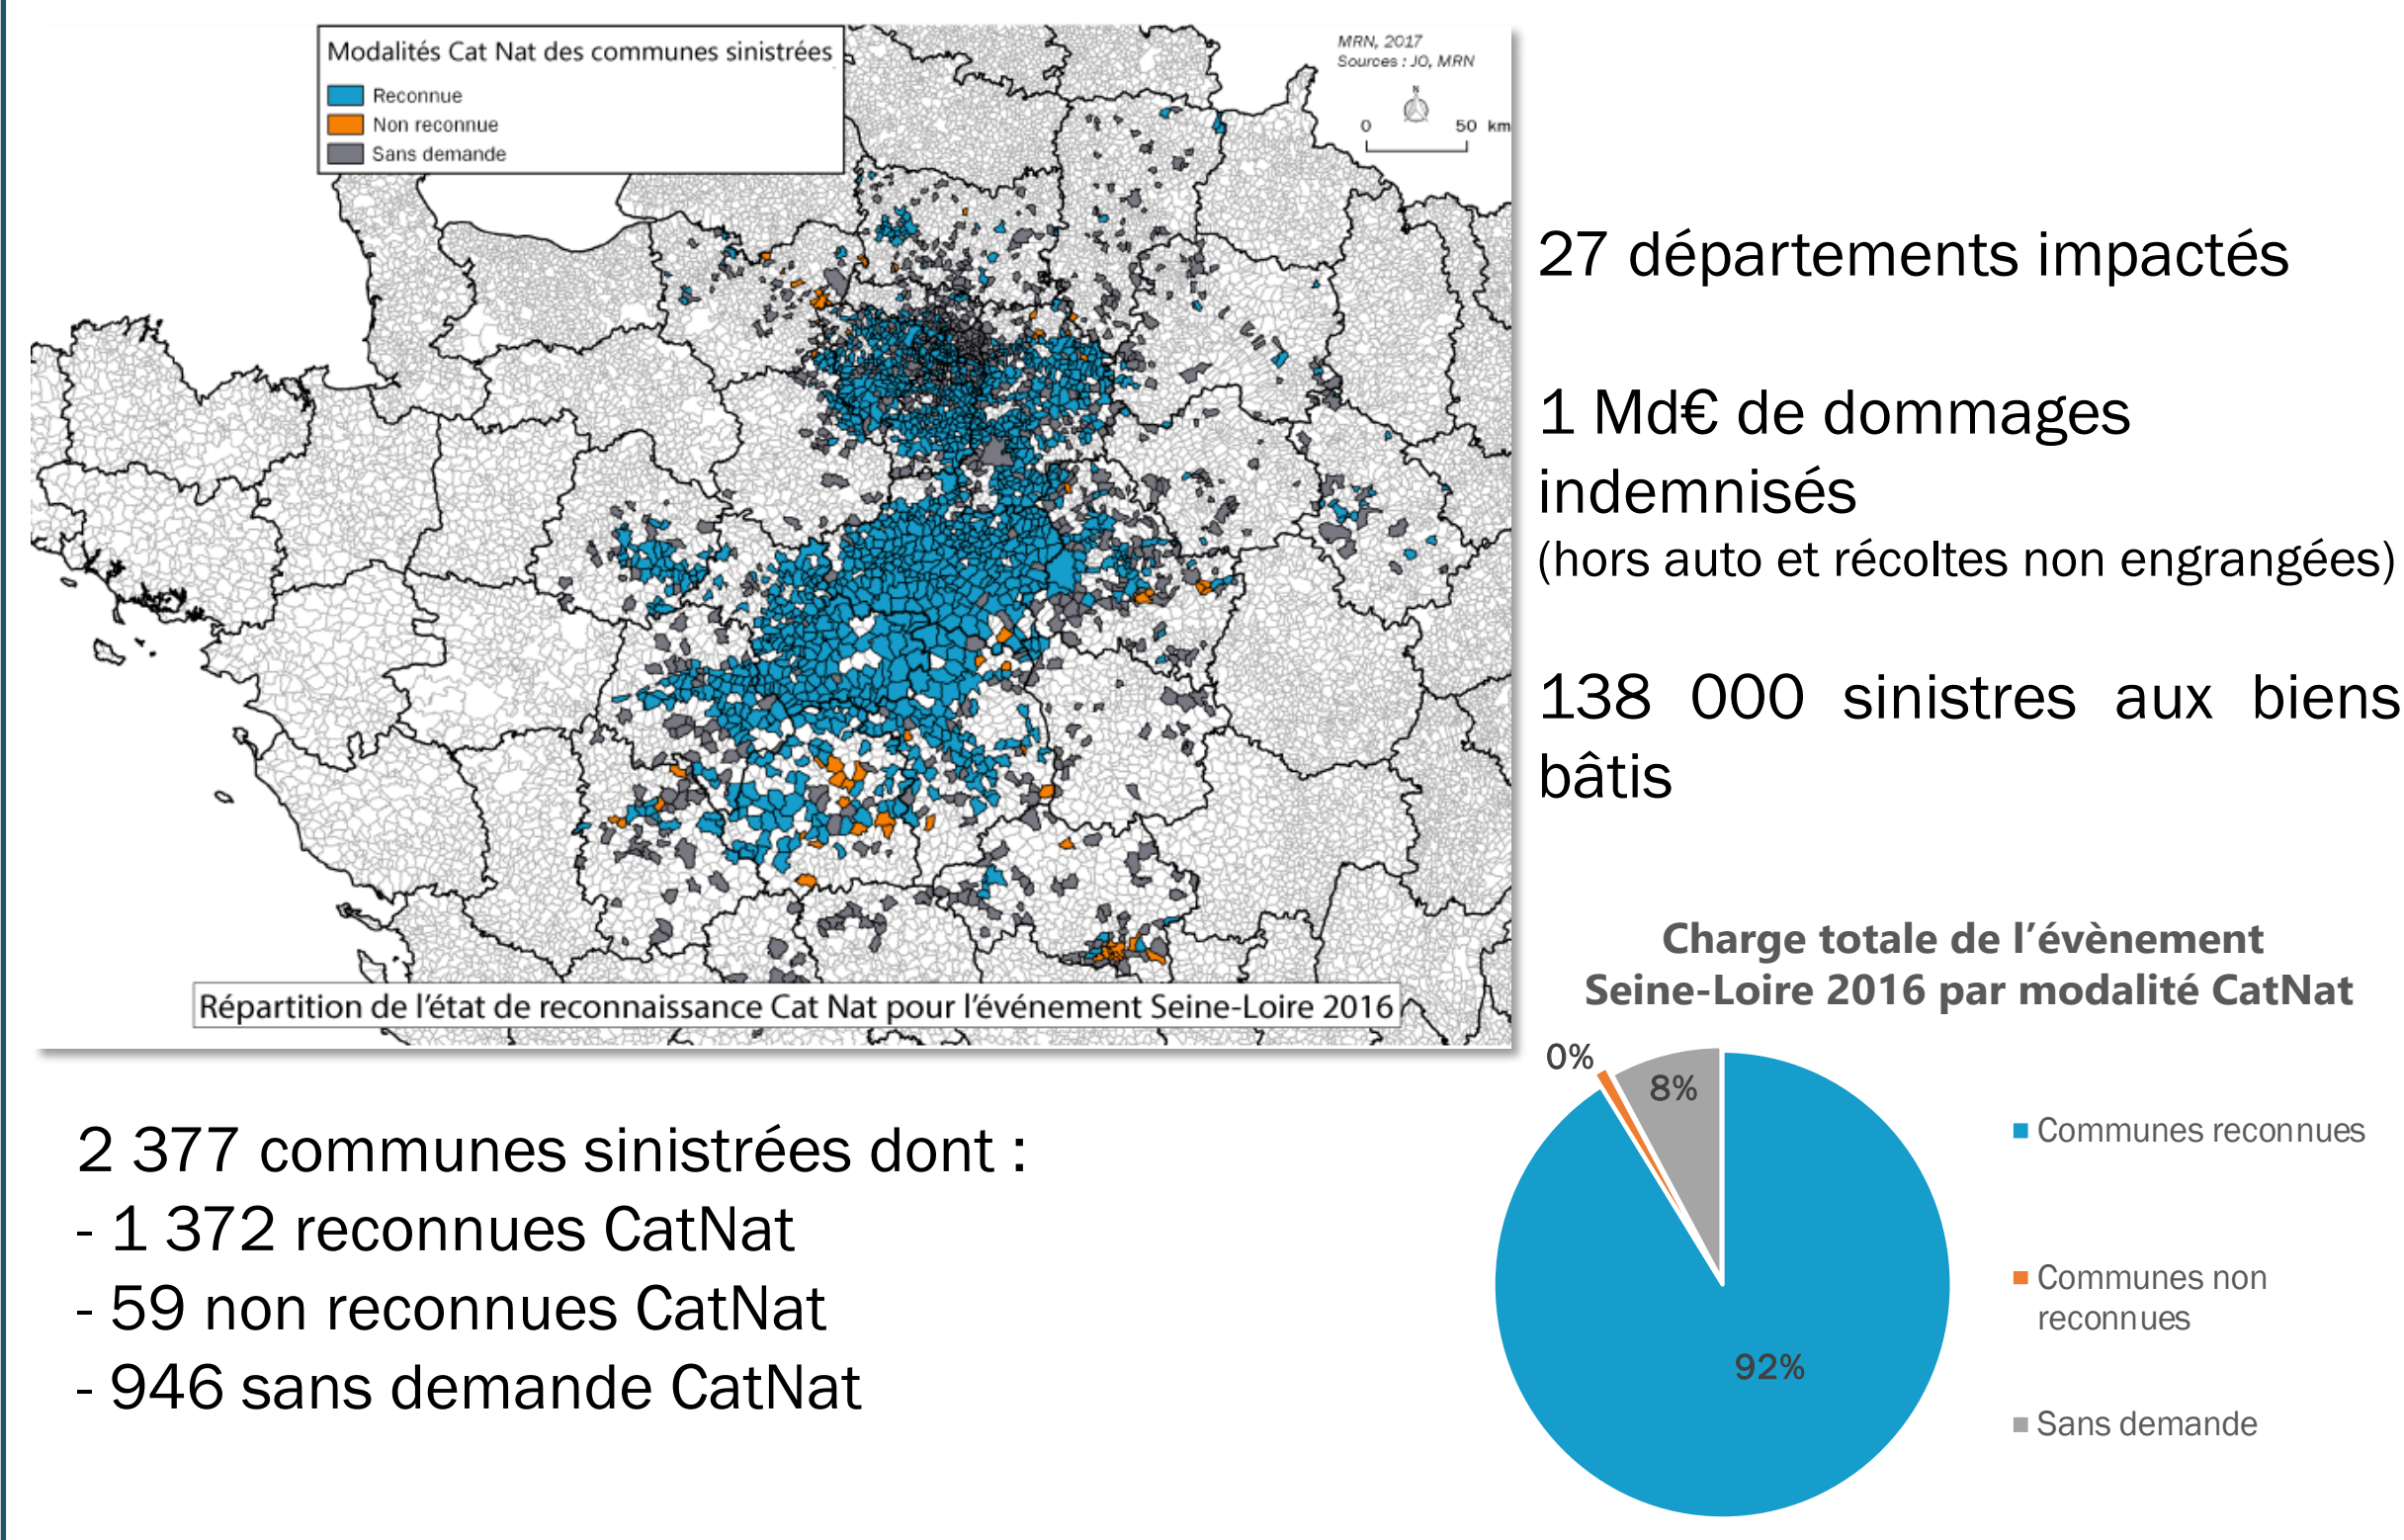 Modalités Cat Nat des communes sinistrées
Reconnue
Non reconnue
Sans demande
MRN, 2017
Sources : JO, MRN
N
0 50 km
Répartition de l'état de reconnaissance Cat Nat pour l'événement Seine-Loire 2016
27 départements impactés
1 Md€ de dommages
indemnisés
(hors auto et récoltes non engrangées)
138 000 sinistres aux biens
bâtis
2 377 communes sinistrées dont :
- 1 372 reconnues CatNat
- 59 non reconnues CatNat
- 946 sans demande CatNat
Charge totale de l'évènement
Seine-Loire 2016 par modalité CatNat
0%
8%
92%
Communes reconnues
Communes non
reconnues
Sans demande